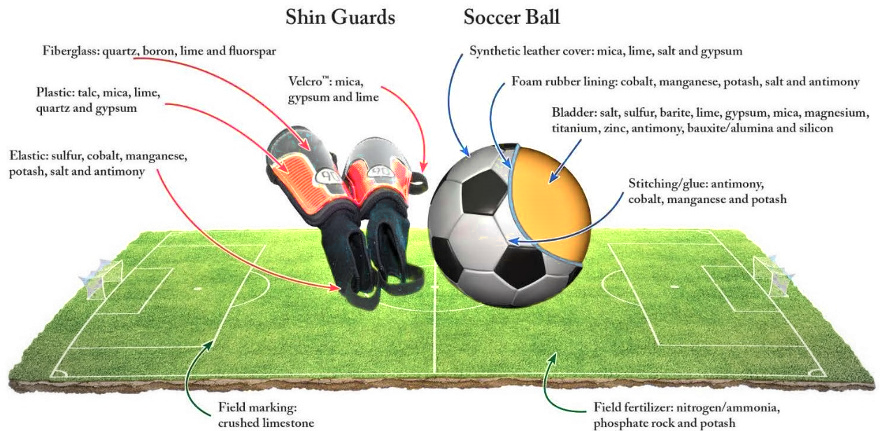 Shin Guards
Soccer Ball
Fiberglass: quartz, boron, lime and fluorspar
Plastic: talc, mica, lime,
quartz and gypsum
Elastic: sulfur, cobalt, manganese,
potash, salt and antimony
Velcro™: mica,
gypsum and lime
Synthetic leather cover: mica, lime, salt and gypsum
Foam rubber lining: cobalt, manganese, potash, salt and antimony
Bladder: salt, sulfur, barite, lime, gypsum, mica, magnesium,
titanium, zinc, antimony, bauxite/alumina and silicon
Stitching/glue: antimony,
cobalt, manganese and potash
Field marking:
crushed limestone
Field fertilizer: nitrogen/ammonia,
phosphate rock and potash